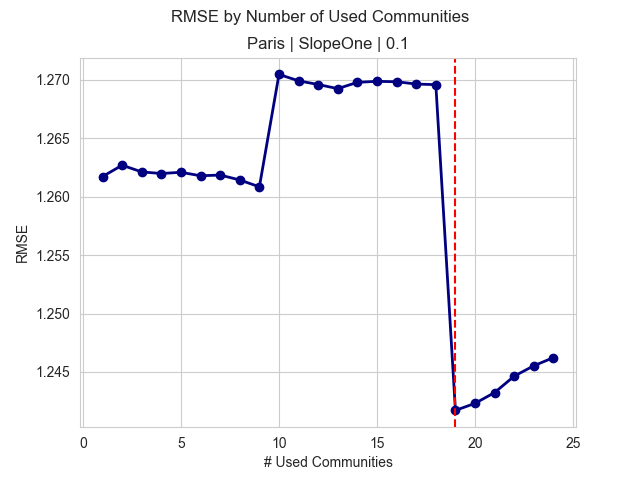 RMSE by Number of Used Communities
Paris | SlopeOne | 0.1
1.270
1.265
1.260
1.255
1.250
1.245
RMSE
0 5 10 15 20 25
# Used Communities